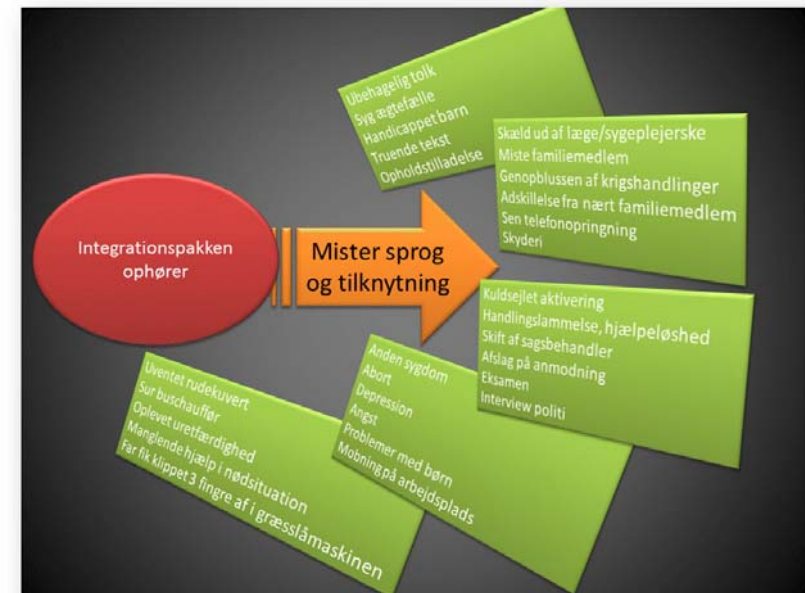 Integrationspakken
ophører
Mister sprog
og tilknytning
Ubehagelig tolk
Syg ægtefælle
Handicappet barn
Truende tekst
Opholdstilladelse
Skæld ud af læge/sygeplejerske
Miste familiemedlem
Genopblussen af krigshandlinger
Adskillelse fra nært familiemedlem
Sen telefonopringning
Skyderi
Kuldsejlet aktivering
Handlingslammelse, hjælpeløshed
Skift af sagsbehandler
Afslag på anmodning
Eksamen
Interview politi
Anden sygdom
Abort
Depression
Angst
Problemer med børn
Mobning på arbejdsplads
Uventet rudekuvert
Sur buschauffør
Oplevet uretfærdighed
Manglende hjælp i nødsituation
Far fik klippet 3 fingre af i græsslåmaskinen